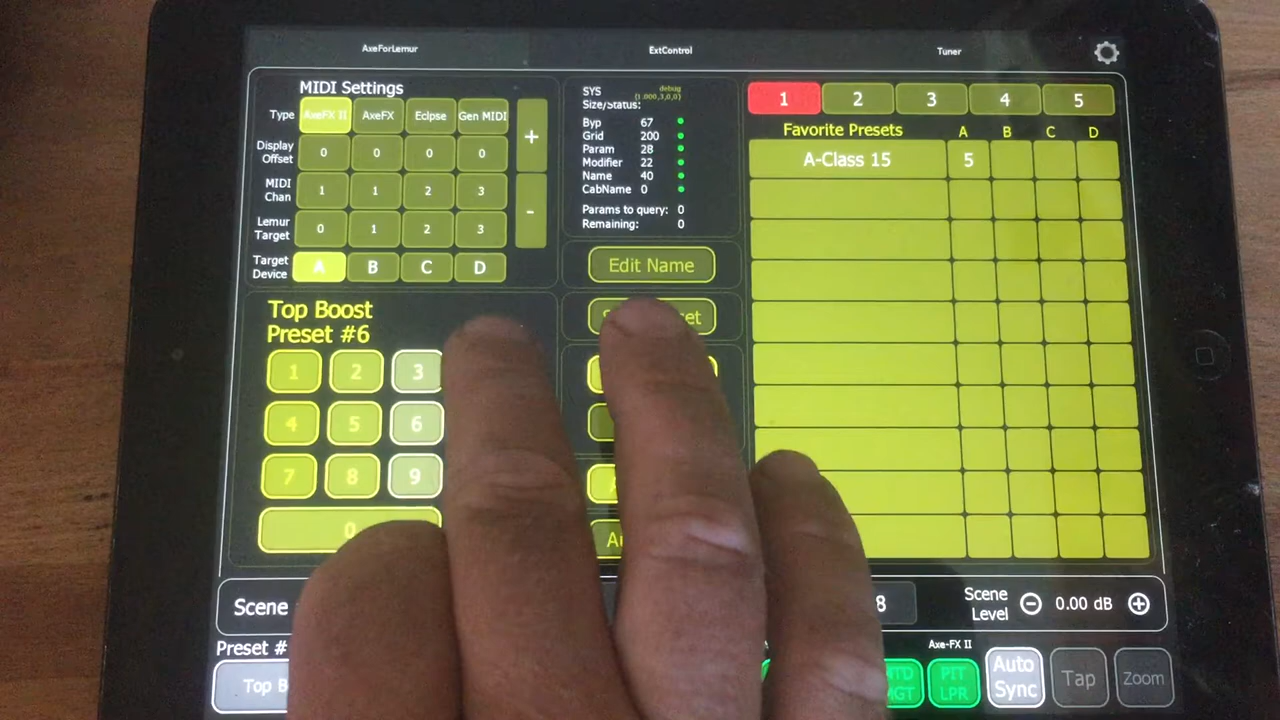 AxeForLemur ExtControl Tuner
MIDI Settings
Type AxeFX II AxeFX Eclpse Gen MIDI +
Display Offset 0 0 0 0
MIDI Chan 1 1 2 3 -
Lemur Target 0 1 2 3
Target Device A B C D
SYS debug
(1.000,3,0,0)
Size/Status:
Byp 67
Grid 200
Param 28
Modifier 22
Name 40
CabName 0
Params to query: 0
Remaining: 0
Edit Name
1 2 3 4 5
Favorite Presets A B C D
A-Class 15 5
Top Boost
Preset #6
1 2 3
4 5 6
7 8 9
0
Scene 8 Scene Level 0.00 dB
Preset # Axe-FX II
Top B PIT LPR Auto Sync Tap Zoom